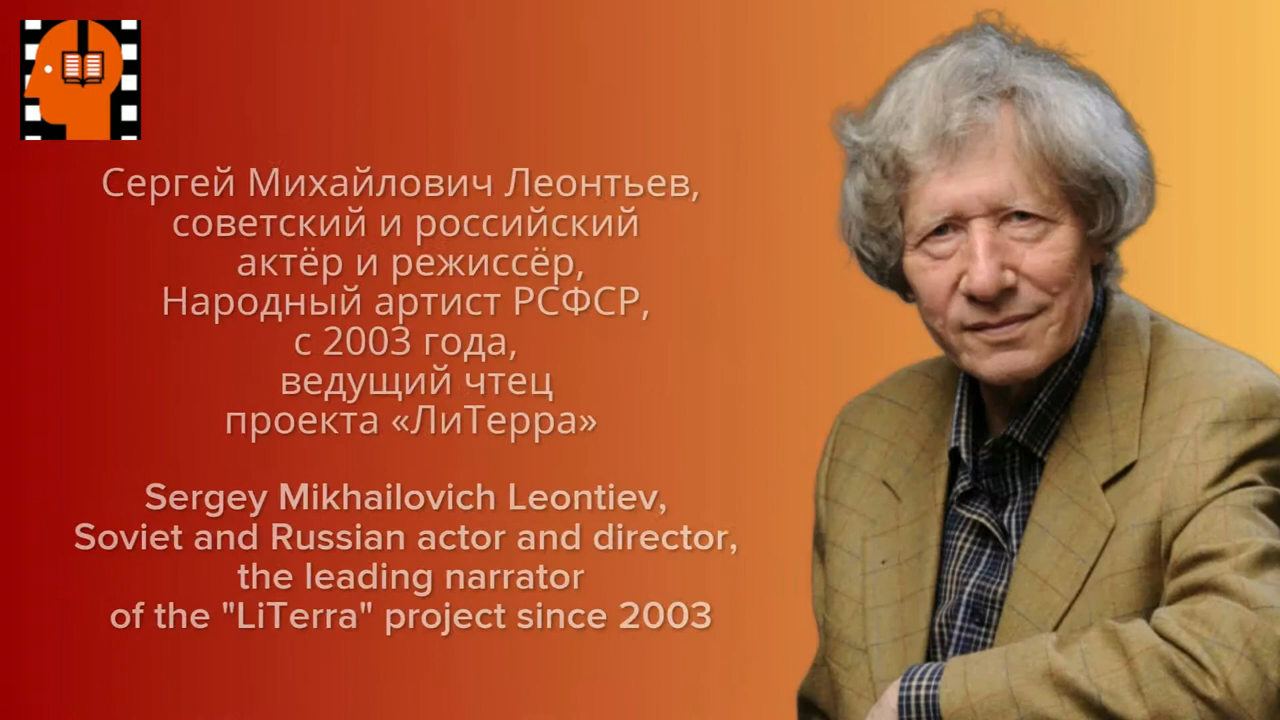 Сергей Михайлович Леонтьев,
советский и российский
актёр и режиссёр,
Народный артист РСФСР,
с 2003 года,
ведущий чтец
проекта «ЛиТерра»
Sergey Mikhailovich Leontiev,
Soviet and Russian actor and director,
the leading narrator
of the "LiTerra" project since 2003